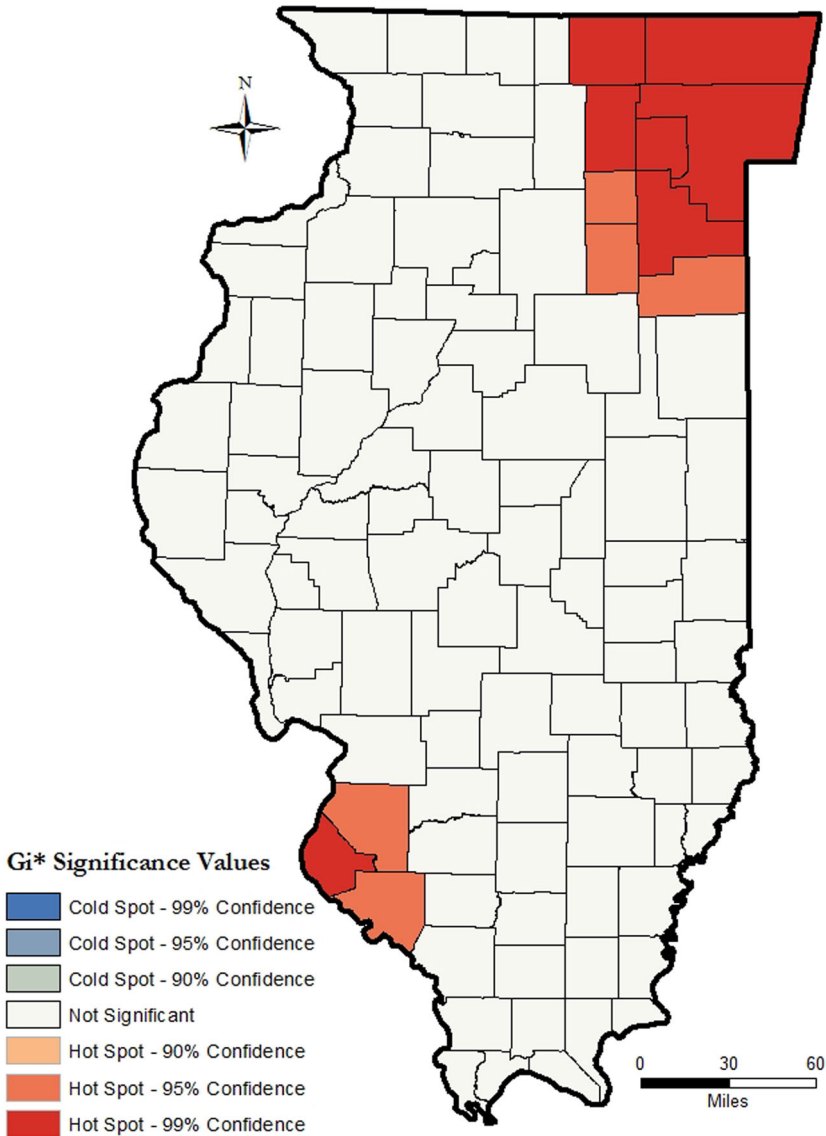 N
Gi* Significance Values
Cold Spot - 99% Confidence
Cold Spot - 95% Confidence
Cold Spot - 90% Confidence
Not Significant
Hot Spot - 90% Confidence
Hot Spot - 95% Confidence
Hot Spot - 99% Confidence
0 30 60
Miles